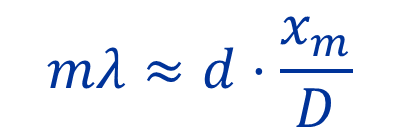 mλ ≈ d · x_m / D